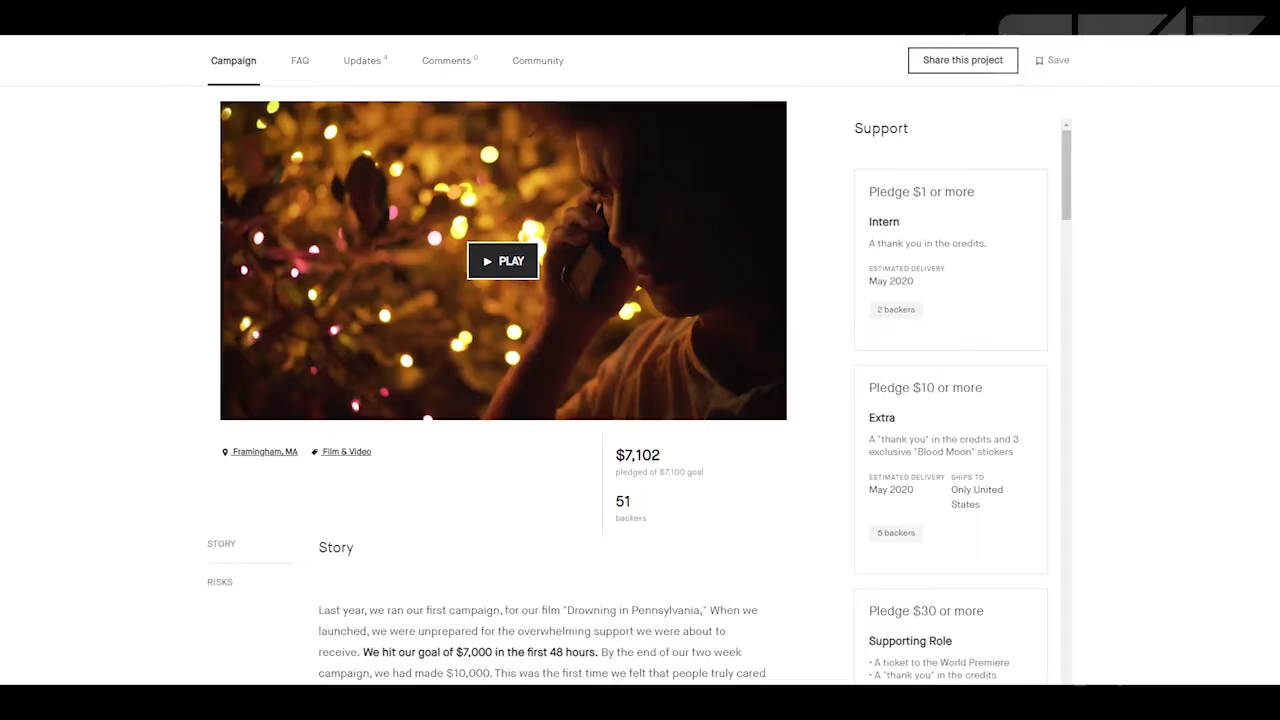 Campaign FAQ Updates 4 Comments 0 Community Share this project Save
PLAY
Framingham, MA Film & Video
$7,102
pledged of $7,100 goal
51
backers
STORY
RISKS
Story
Last year, we ran our first campaign, for our film "Drowning in Pennsylvania," When we
launched, we were unprepared for the overwhelming support we were about to
receive. We hit our goal of $7,000 in the first 48 hours. By the end of our two week
campaign, we had made $10,000. This was the first time we felt that people truly cared
Support
Pledge $1 or more
Intern
A thank you in the credits.
ESTIMATED DELIVERY
May 2020
2 backers
Pledge $10 or more
Extra
A "thank you" in the credits and 3
exclusive "Blood Moon" stickers
ESTIMATED DELIVERY SHIPS TO
May 2020 Only United
States
5 backers
Pledge $30 or more
Supporting Role
• A ticket to the World Premiere
• A "thank you" in the credits